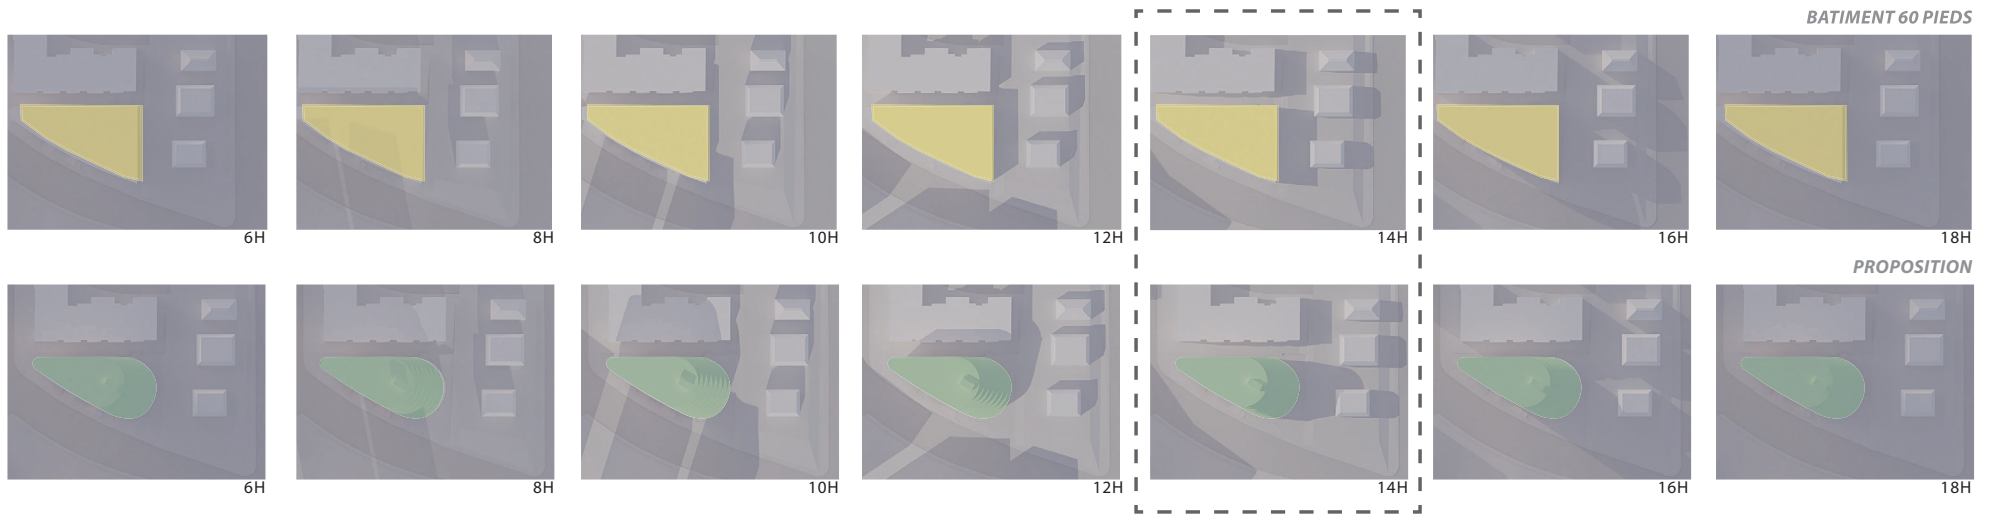 BATIMENT 60 PIEDS
6H
8H
10H
12H
14H
16H
18H
PROPOSITION
6H
8H
10H
12H
14H
16H
18H